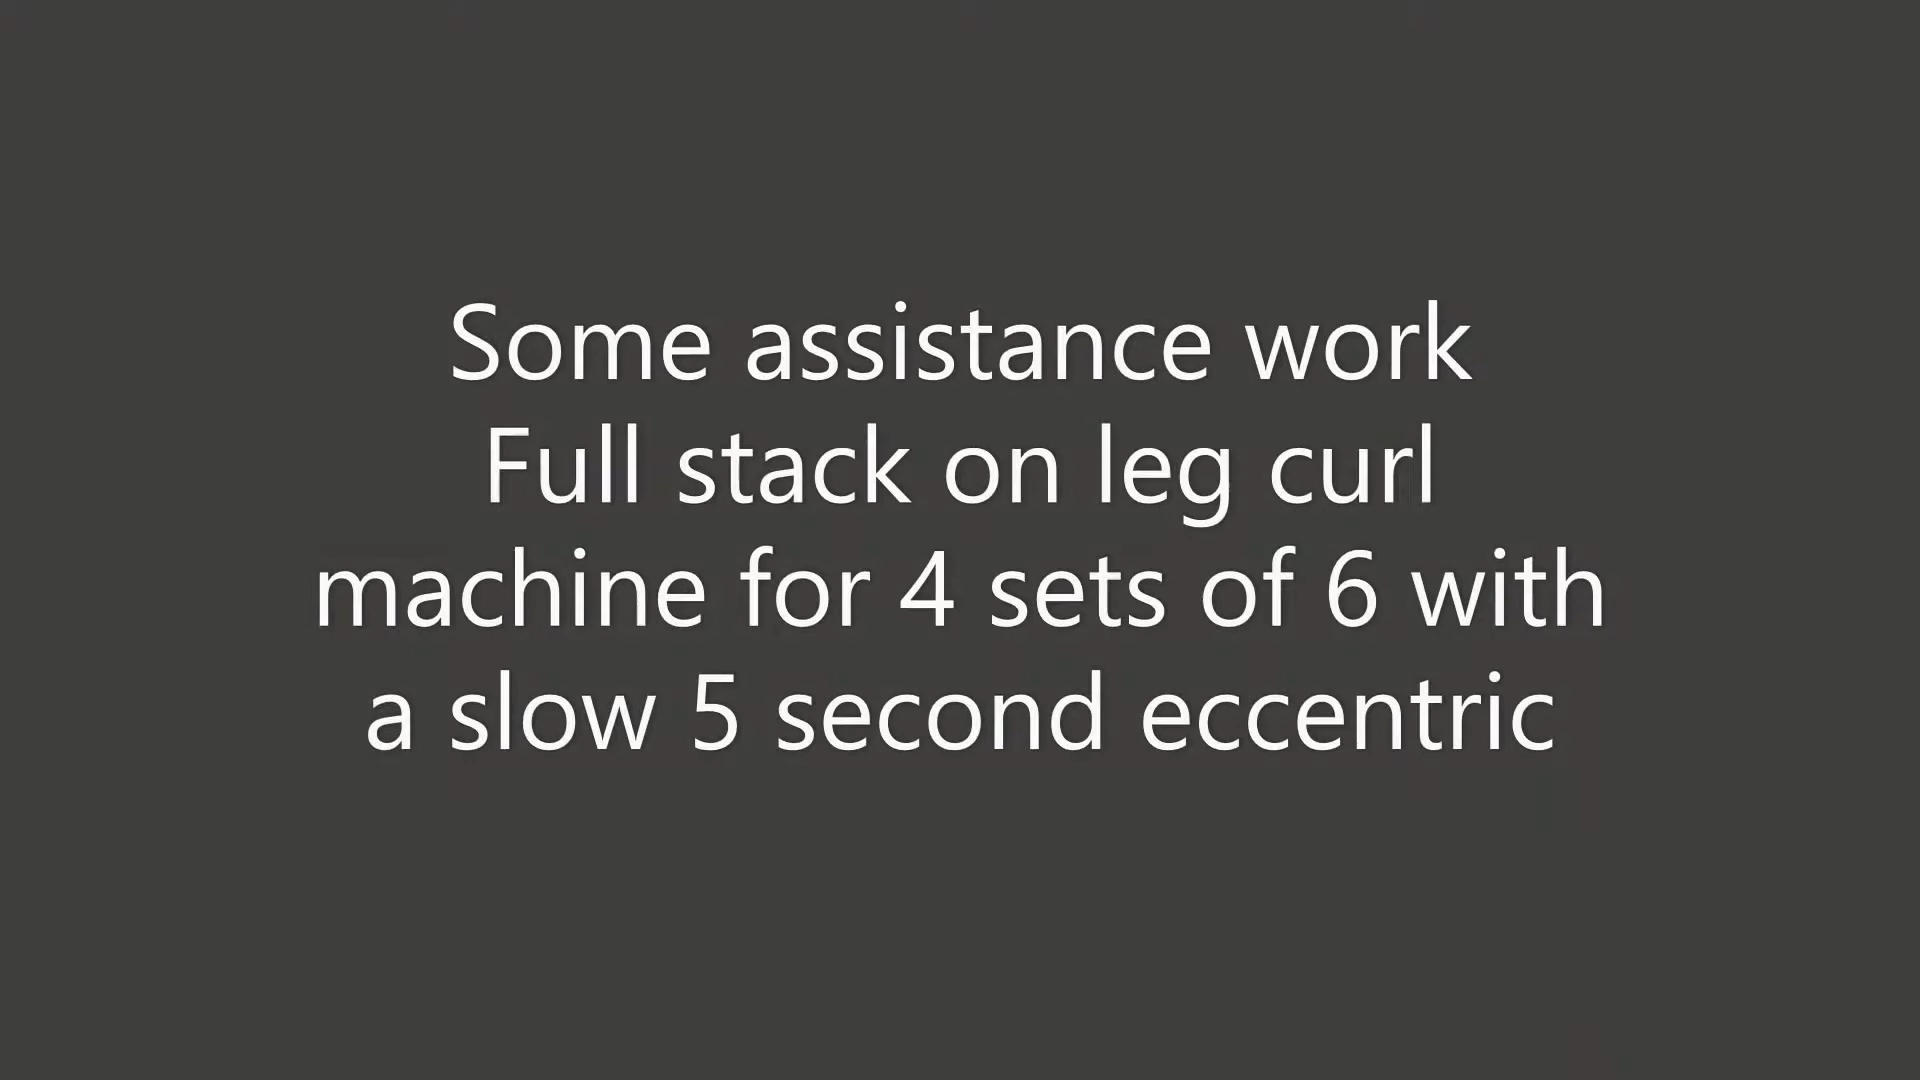 Some assistance work
Full stack on leg curl
machine for 4 sets of 6 with
a slow 5 second eccentric